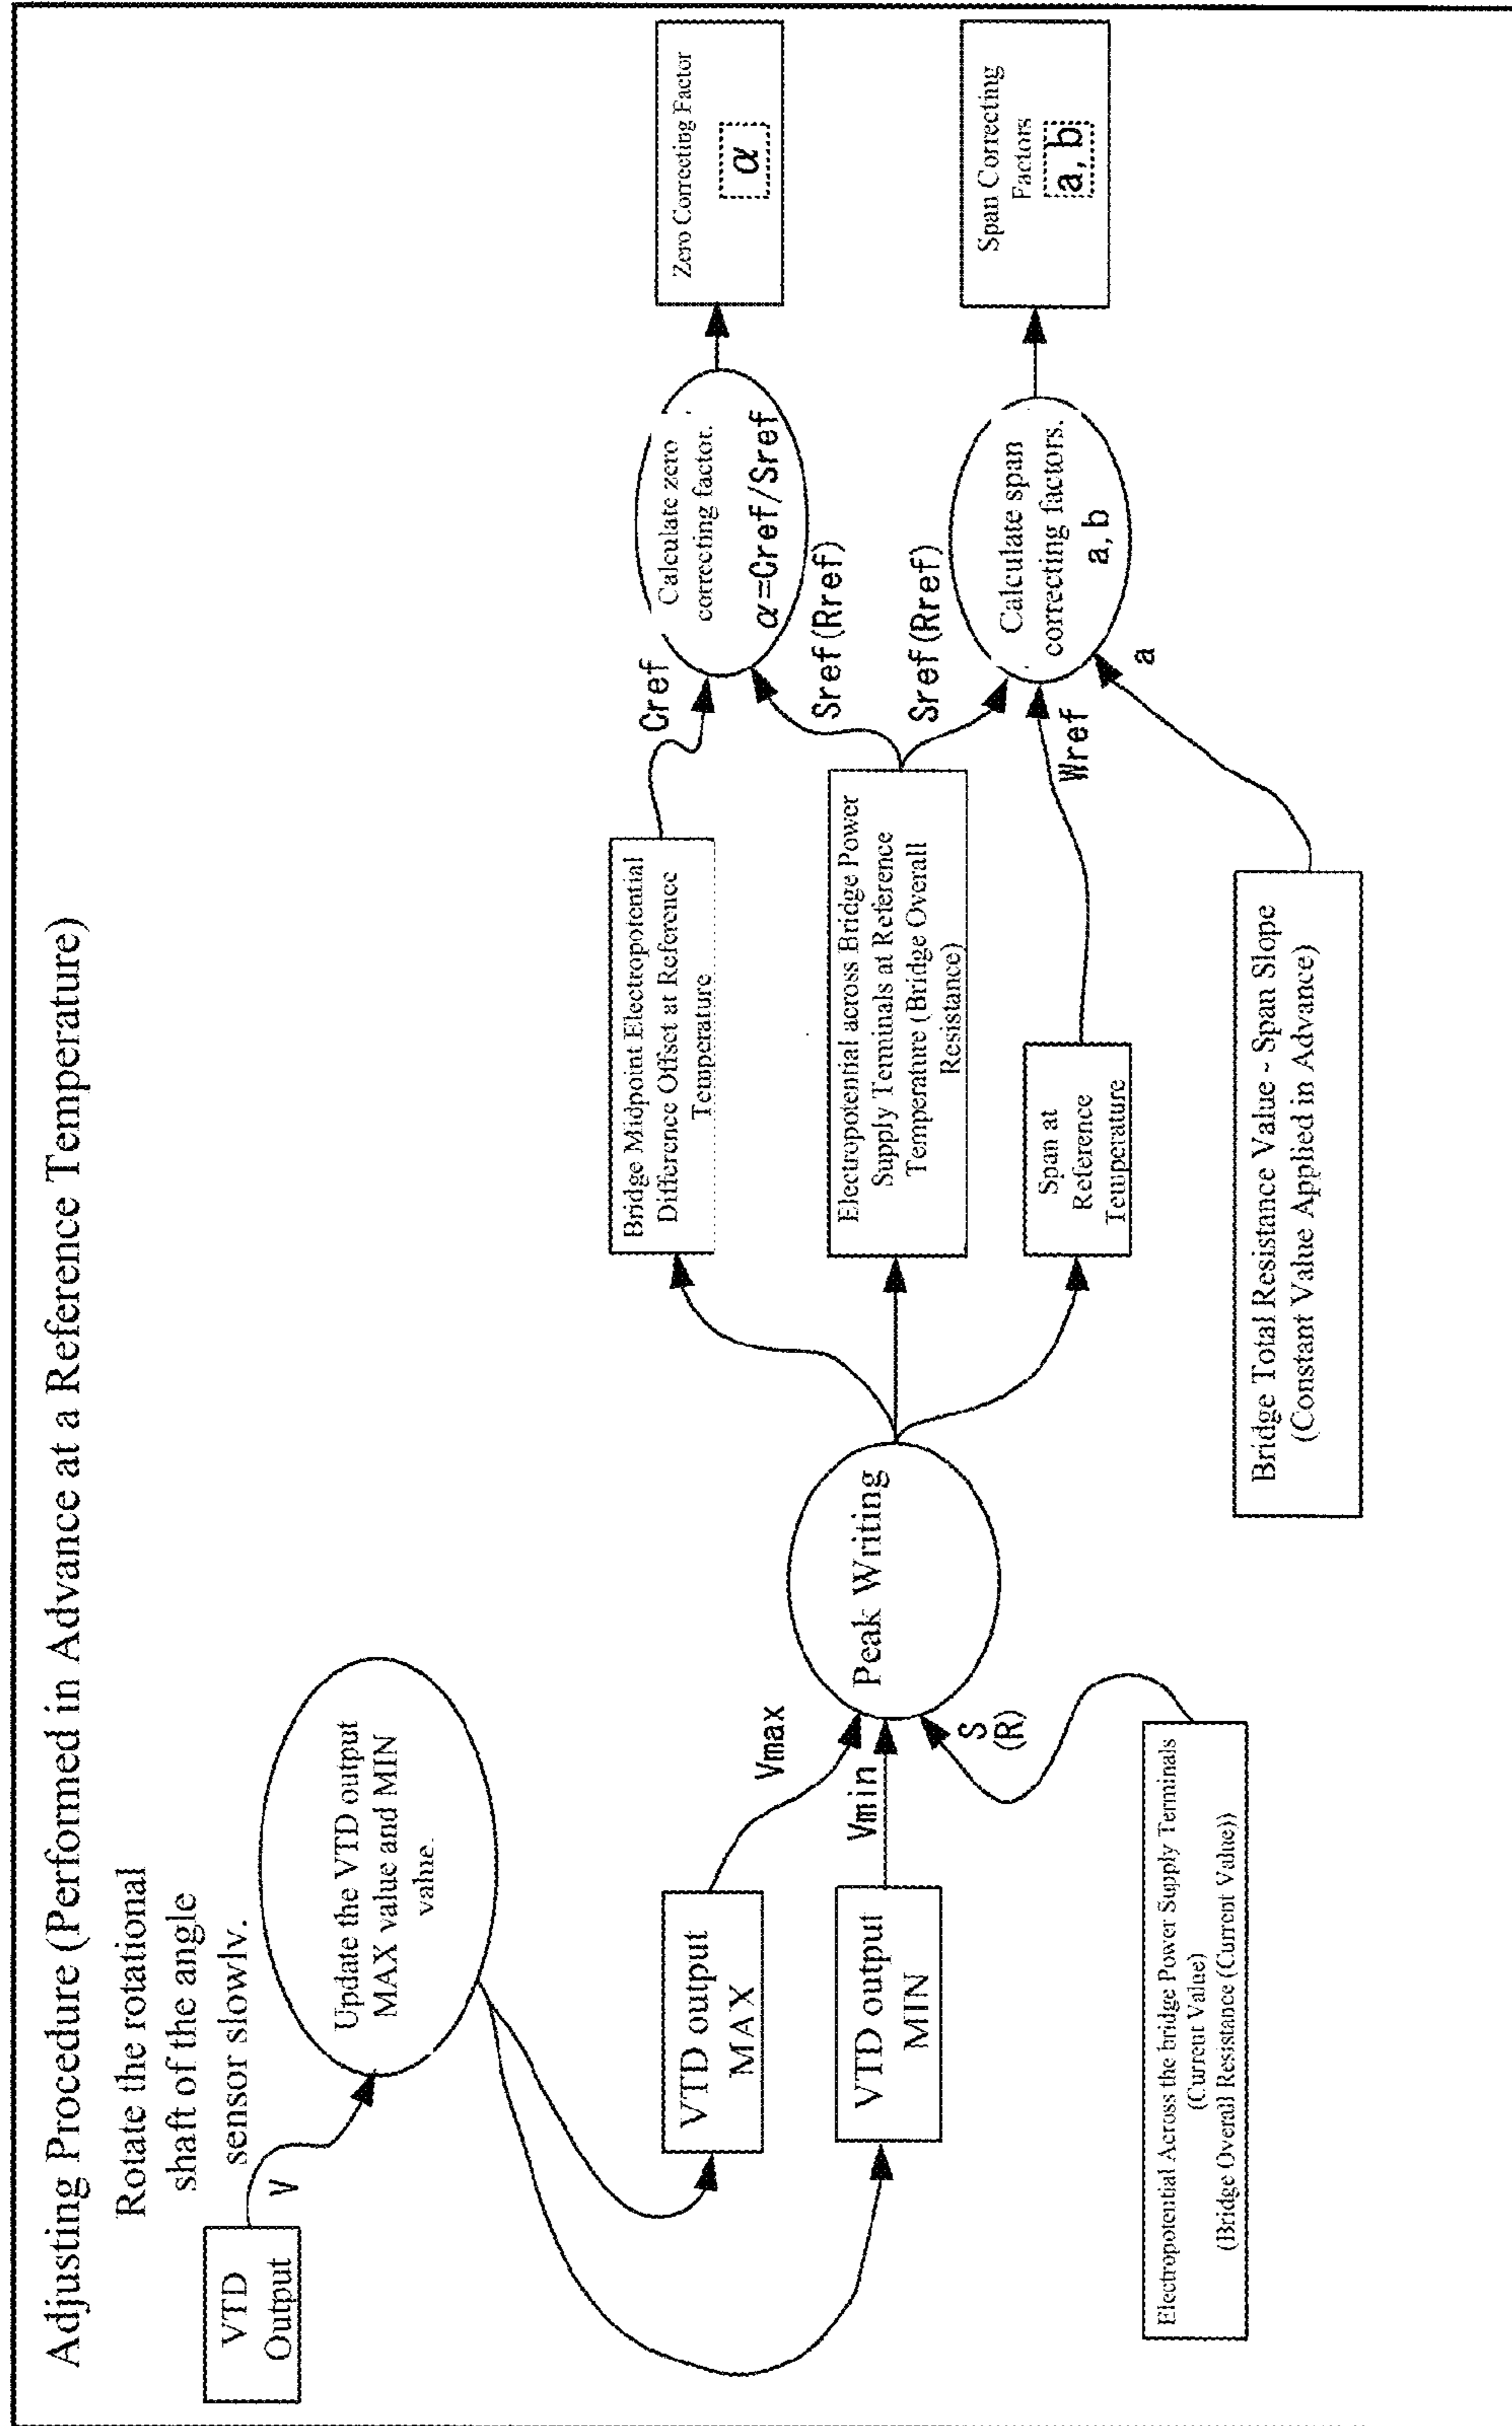 Adjusting Procedure (Performed in Advance at a Reference Temperature)
Rotate the rotational
shaft of the angle
sensor slowly.
VTD
Output
V
Update the VTD output
MAX value and MIN
value.
VTD output
MAX
VTD output
MIN
Vmax
Vmin
S
(R)
Electropotential Across the bridge Power Supply Terminals
(Current Value)
(Bridge Overall Resistance (Current Value))
Peak Writing
Bridge Midpoint Electropotential
Difference Offset at Reference
Temperature
Electropotential across Bridge Power
Supply Terminals at Reference
Temperature (Bridge Overall
Resistance)
Span at
Reference
Temperature
Bridge Total Resistance Value - Span Slope
(Constant Value Applied in Advance)
Cref
Sref(Rref)
Sref(Rref)
Wref
a
Calculate zero
correcting factor.
α=Cref/Sref
Calculate span
correcting factors.
a, b
Zero Correcting Factor
α
Span Correcting
Factors
a, b